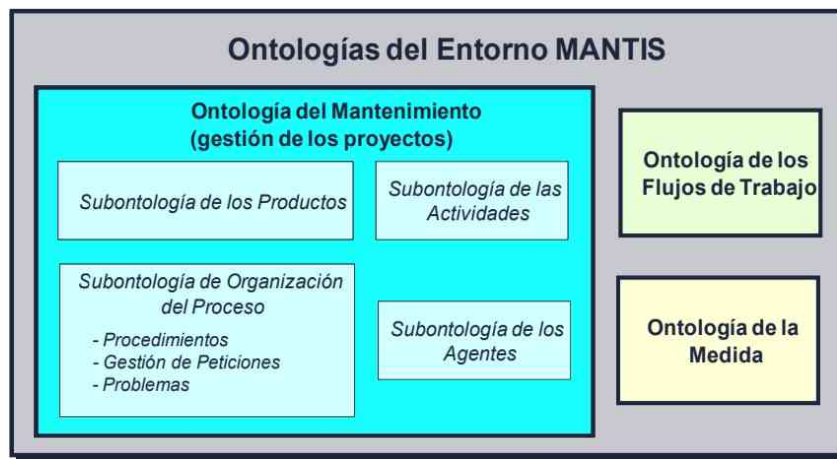 Ontologías del Entorno MANTIS
Ontología del Mantenimiento
(gestión de los proyectos)
Subontología de los Productos
Subontología de las
Actividades
Subontología de Organización
del Proceso
- Procedimientos
- Gestión de Peticiones
- Problemas
Subontología de los
Agentes
Ontología de los
Flujos de Trabajo
Ontología de la
Medida